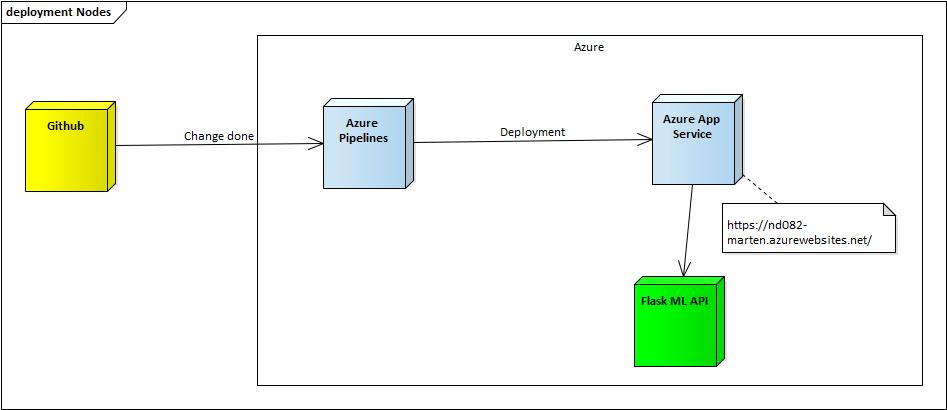 deployment Nodes
Azure
Github
Change done
Azure
Pipelines
Deployment
Azure App
Service
https://nd082-
marten.azurewebsites.net/
Flask ML API